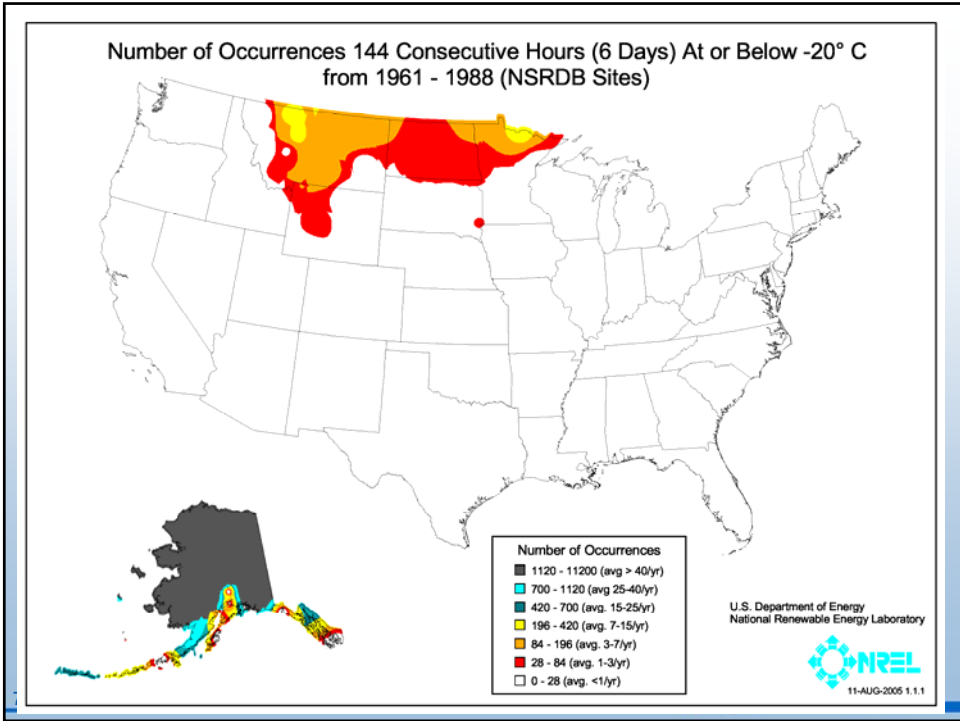 Number of Occurrences 144 Consecutive Hours (6 Days) At or Below -20° C
from 1961 - 1988 (NSRDB Sites)
Number of Occurrences
1120 - 11200 (avg > 40/yr)
700 - 1120 (avg 25-40/yr)
420 - 700 (avg. 15-25/yr)
196 - 420 (avg. 7-15/yr)
84 - 196 (avg. 3-7/yr)
28 - 84 (avg. 1-3/yr)
0 - 28 (avg. <1/yr)
U.S. Department of Energy
National Renewable Energy Laboratory
NREL
11-AUG-2005 1.1.1